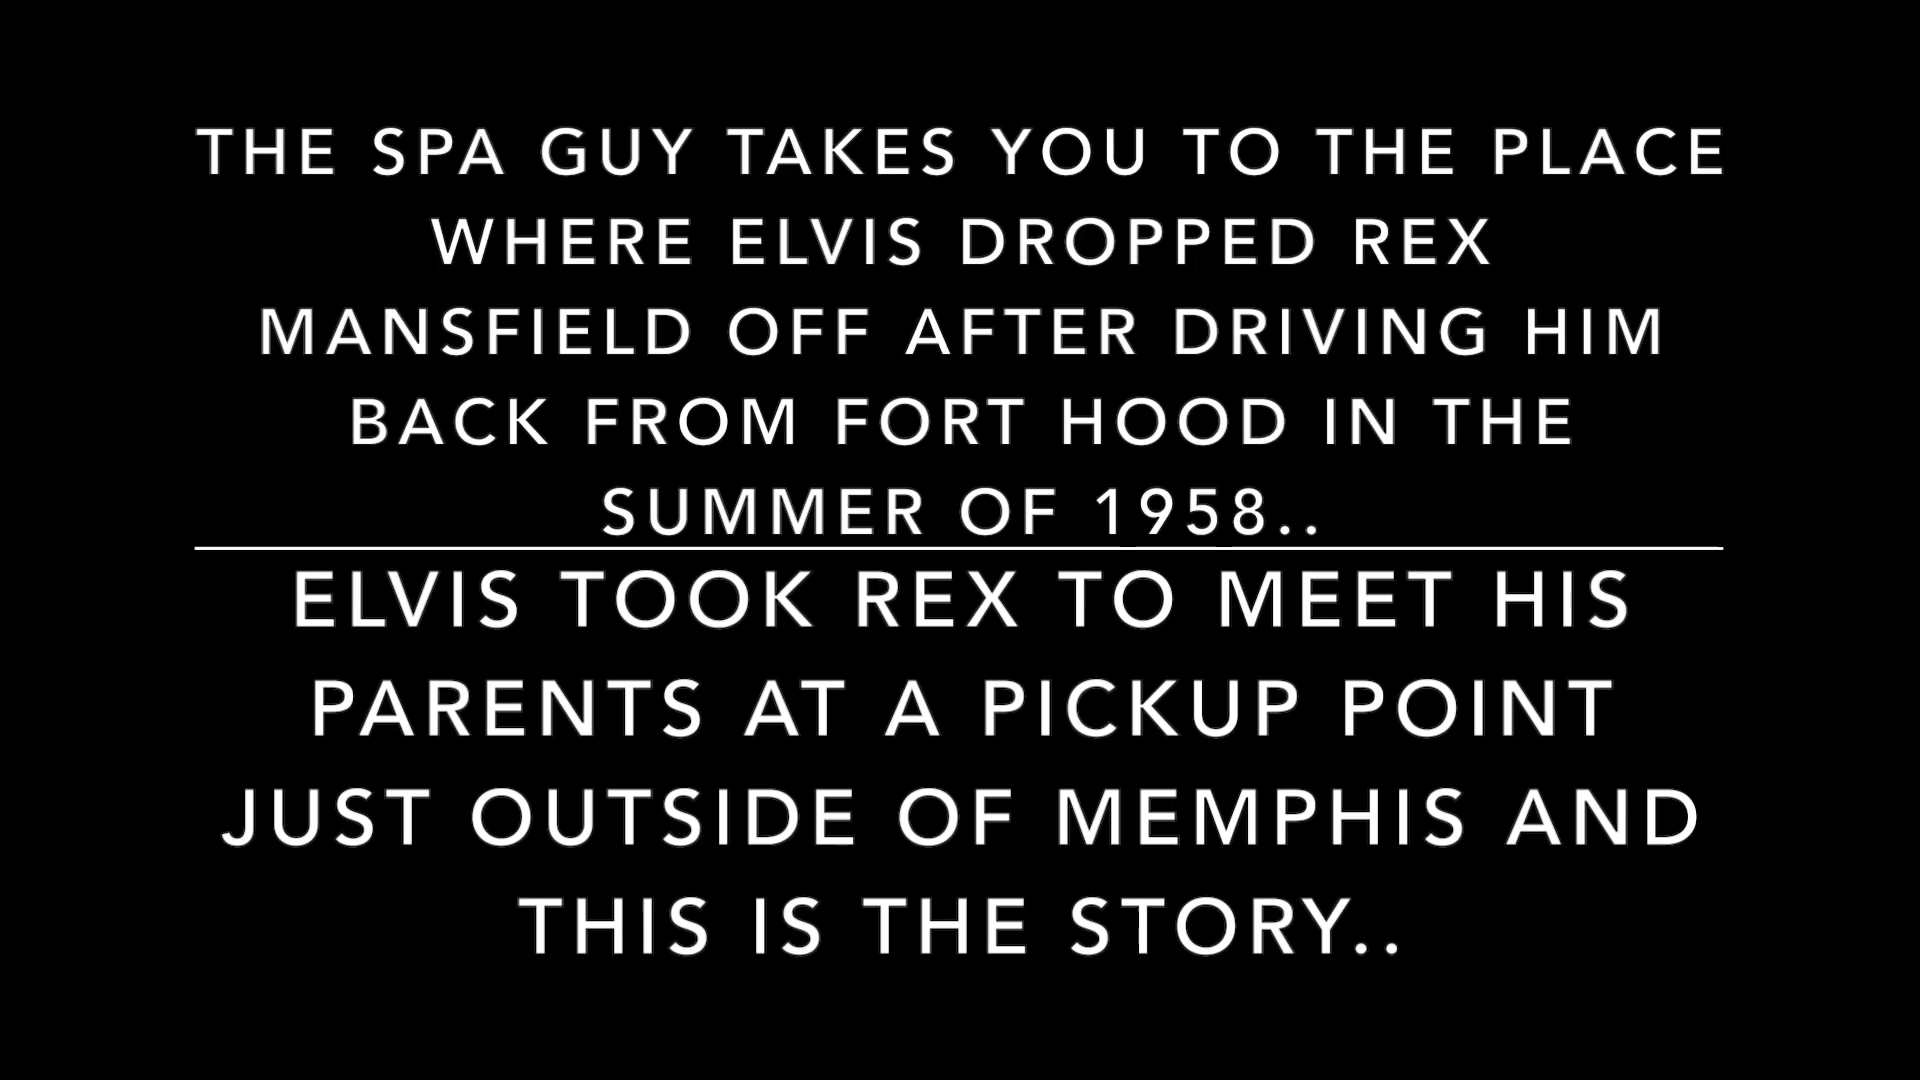 THE SPA GUY TAKES YOU TO THE PLACE
WHERE ELVIS DROPPED REX
MANSFIELD OFF AFTER DRIVING HIM
BACK FROM FORT HOOD IN THE
SUMMER OF 1958..
ELVIS TOOK REX TO MEET HIS
PARENTS AT A PICKUP POINT
JUST OUTSIDE OF MEMPHIS AND
THIS IS THE STORY..